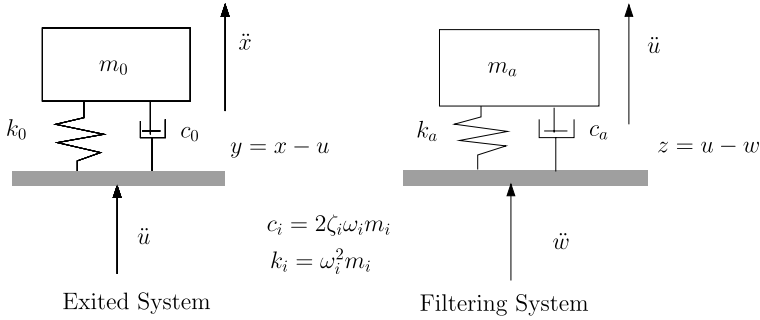 ẍ
m₀
k₀
c₀
y = x − u
ü
Exited System
cᵢ = 2ζᵢωᵢmᵢ
kᵢ = ωᵢ²mᵢ
ü
mₐ
kₐ
cₐ
z = u − w
ẅ
Filtering System